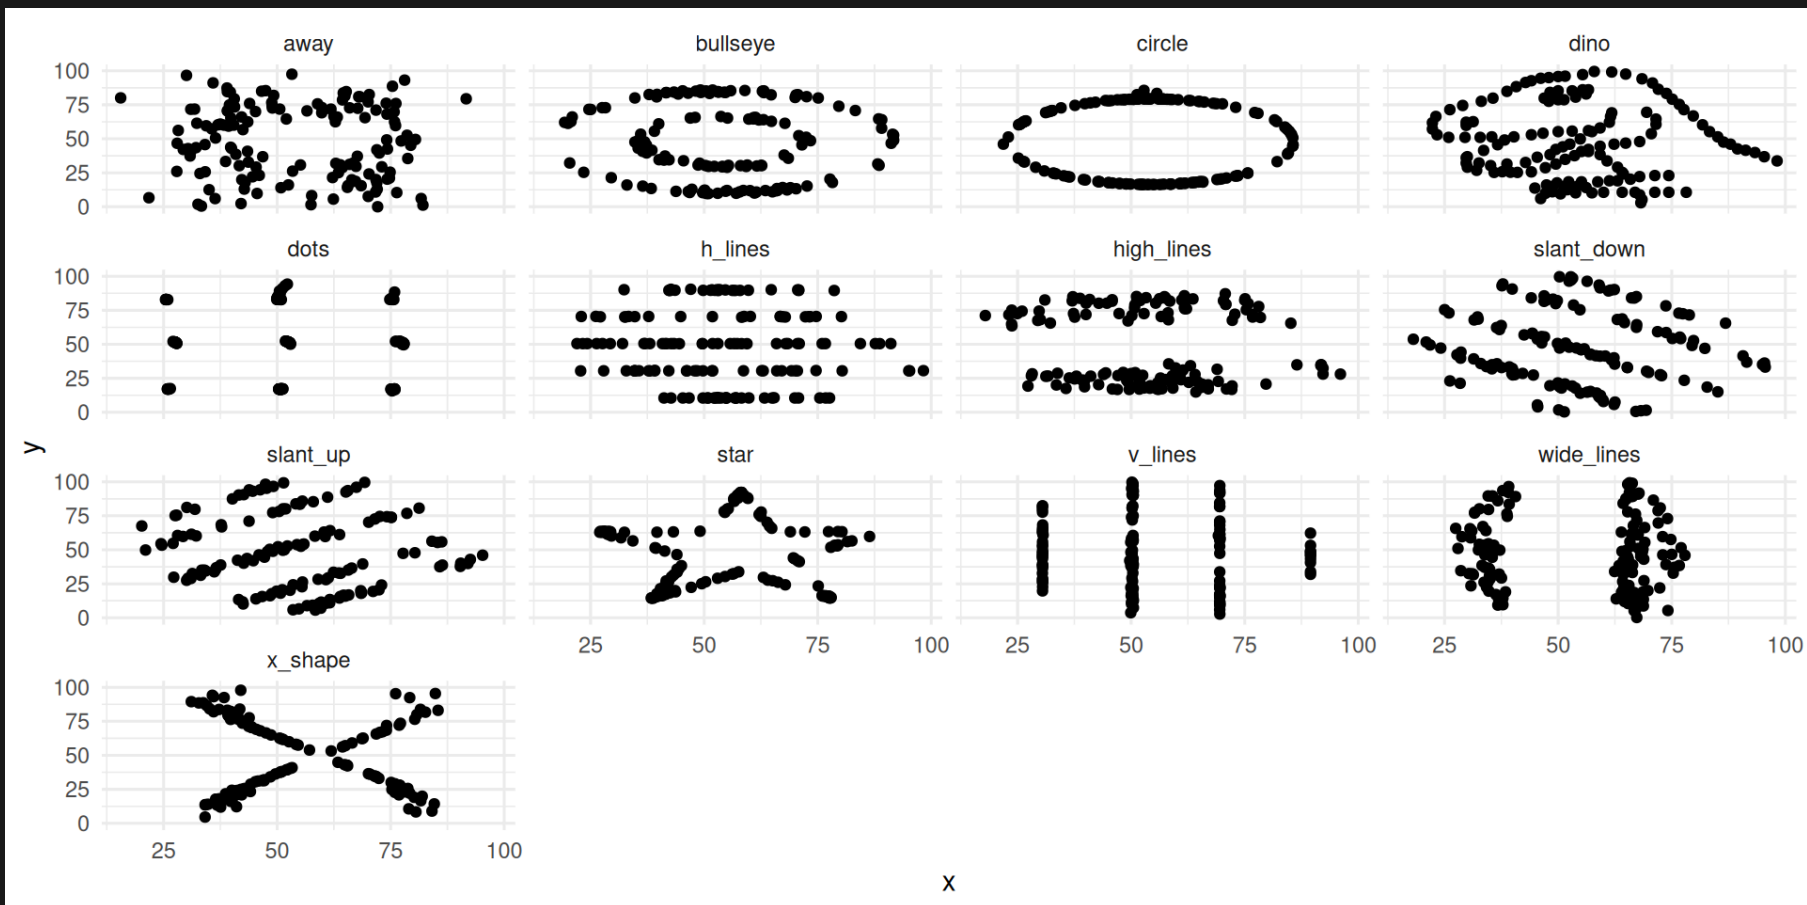 away bullseye circle dino
100
75
50
25
0
dots h_lines high_lines slant_down
100
75
50
25
0
slant_up star v_lines wide_lines
100
75
50
25
0
25 50 75 100 25 50 75 100 25 50 75 100
x_shape
100
75
50
25
0
25 50 75 100
x
y